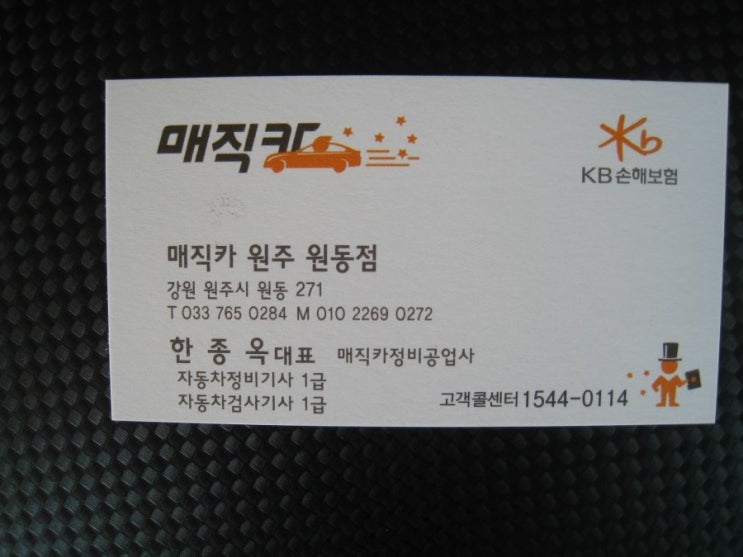 매직카
KB손해보험
매직카 원주 원동점
강원 원주시 원동 271
T 033 765 0284 M 010 2269 0272
한 종 옥 대표 매직카정비공업사
자동차정비기사 1급
자동차검사기사 1급
고객콜센터 1544-0114